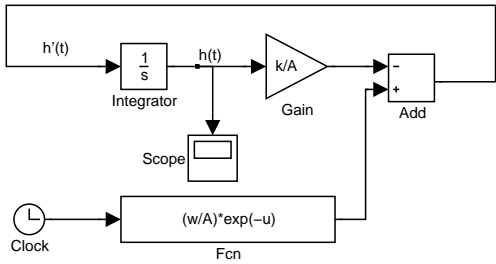 h'(t)
1
s
Integrator
h(t)
k/A
Gain
−
+
Add
Scope
Clock
(w/A)*exp(−u)
Fcn